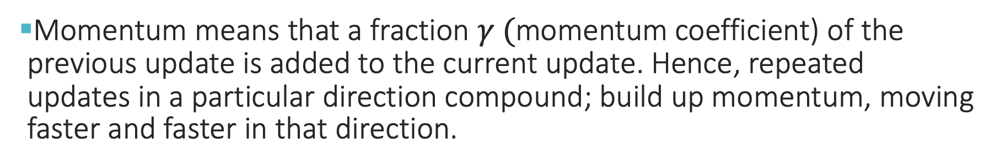 ▪Momentum means that a fraction γ (momentum coefficient) of the
previous update is added to the current update. Hence, repeated
updates in a particular direction compound; build up momentum, moving
faster and faster in that direction.